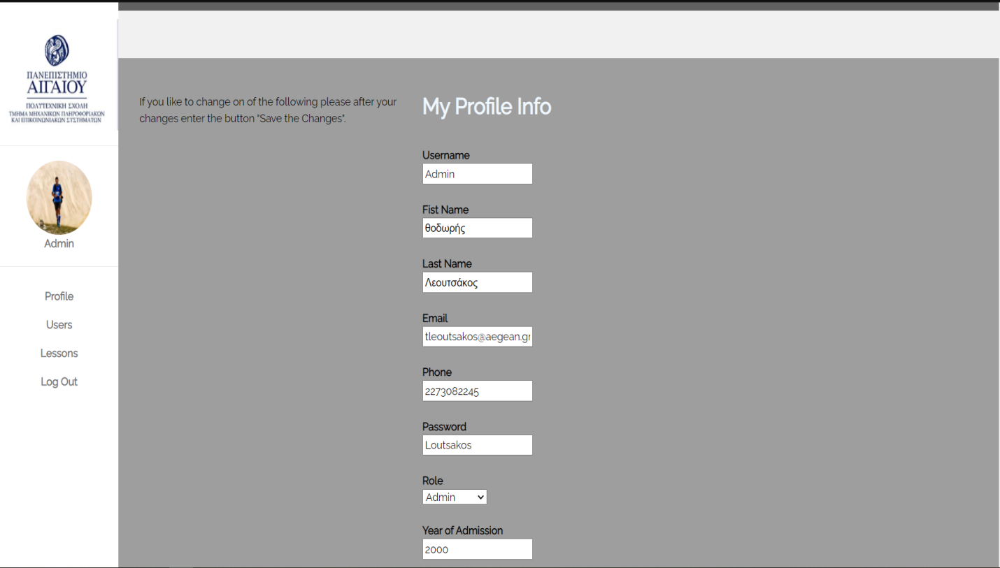 ΠΑΝΕΠΙΣΤΗΜΙΟ
ΑΙΓΑΙΟΥ
ΠΟΛΥΤΕΧΝΙΚΗ ΣΧΟΛΗ
ΤΜΗΜΑ ΜΗΧΑΝΙΚΩΝ ΠΛΗΡΟΦΟΡΙΑΚΩΝ
ΚΑΙ ΕΠΙΚΟΙΝΩΝΙΑΚΩΝ ΣΥΣΤΗΜΑΤΩΝ
Admin
Profile
Users
Lessons
Log Out
If you like to change on of the following please after your
changes enter the button "Save the Changes".
My Profile Info
Username
Admin
Fist Name
θοδωρής
Last Name
Λεουτσάκος
Email
tleoutsakos@aegean.gr
Phone
2273082245
Password
Loutsakos
Role
Admin
Year of Admission
2000